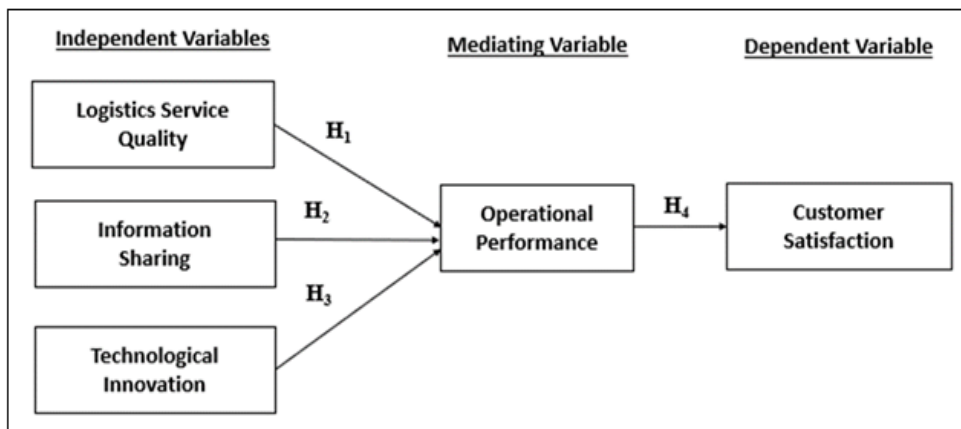 Independent Variables
Mediating Variable
Dependent Variable
Logistics Service
Quality
H₁
Information
Sharing
H₂
Operational
Performance
H₄
Customer
Satisfaction
H₃
Technological
Innovation